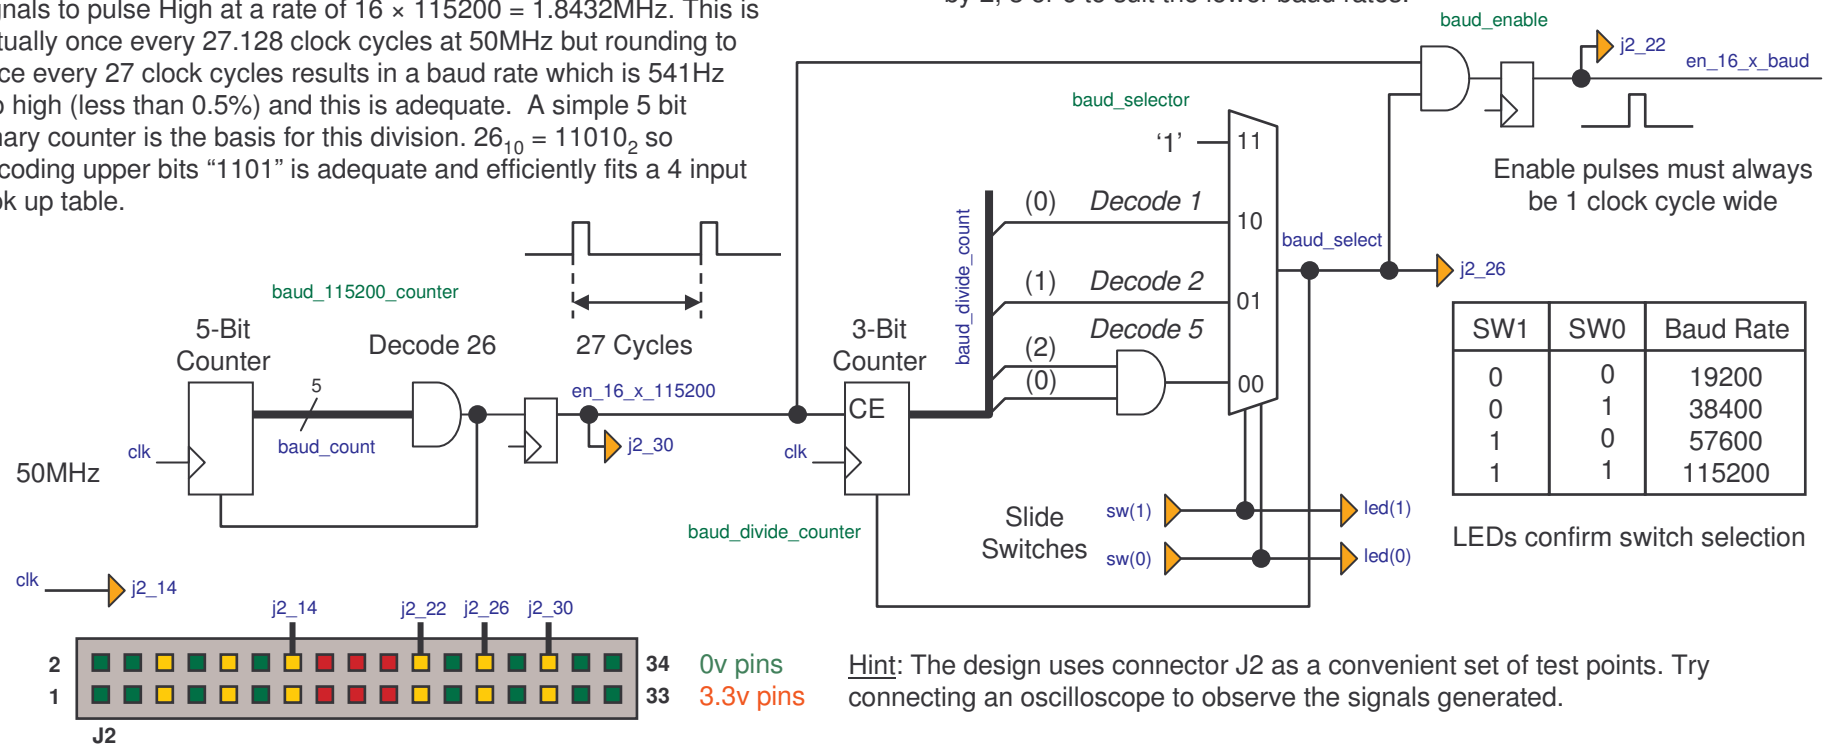 to pulse High at a rate of 16 × 115200 = 1.8432MHz. This is
once every 27.128 clock cycles at 50MHz but rounding to
every 27 clock cycles results in a baud rate which is 541Hz
high (less than 0.5%) and this is adequate. A simple 5 bit
counter is the basis for this division. 26₁₀ = 11010₂ so
upper bits “1101” is adequate and efficiently fits a 4 input
up table.
to suit the lower baud rates.
baud_enable
j2_22
en_16_x_baud
baud_selector
‘1’
11
Enable pulses must always
be 1 clock cycle wide
(0) Decode 1
10
baud_divide_count
baud_select
j2_26
(1) Decode 2
01
Decode 5
(2)
(0)
00
baud_115200_counter
5-Bit
Counter
Decode 26
27 Cycles
3-Bit
Counter
5
baud_count
en_16_x_115200
j2_30
CE
clk
clk
50MHz
SW1 SW0 Baud Rate
0 0 19200
0 1 38400
1 0 57600
1 1 115200
baud_divide_counter
Slide
Switches
sw(1)
led(1)
sw(0)
led(0)
LEDs confirm switch selection
clk
j2_14
j2_14 j2_22 j2_26 j2_30
2 34 0v pins
1 33 3.3v pins
J2
Hint: The design uses connector J2 as a convenient set of test points. Try
connecting an oscilloscope to observe the signals generated.